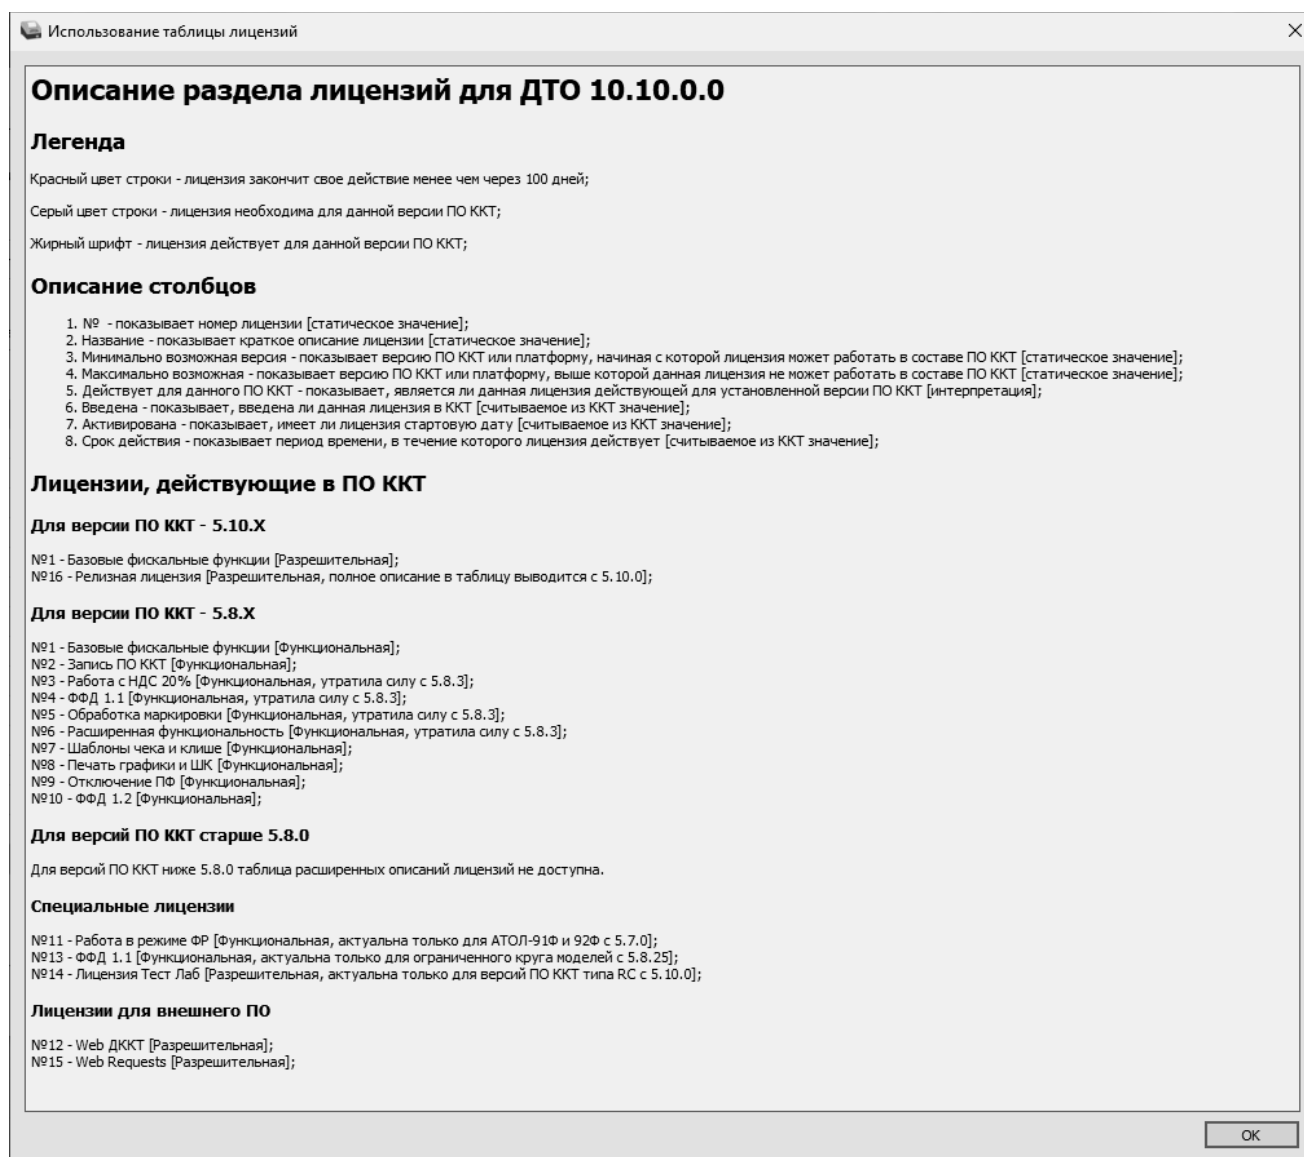 Использование таблицы лицензий
Описание раздела лицензий для ДТО 10.10.0.0
Легенда
Красный цвет строки - лицензия закончит свое действие менее чем через 100 дней;
Серый цвет строки - лицензия необходима для данной версии ПО ККТ;
Жирный шрифт - лицензия действует для данной версии ПО ККТ;
Описание столбцов
1. № - показывает номер лицензии [статическое значение];
2. Название - показывает краткое описание лицензии [статическое значение];
3. Минимально возможная версия - показывает версию ПО ККТ или платформу, начиная с которой лицензия может работать в составе ПО ККТ [статическое значение];
4. Максимально возможная - показывает версию ПО ККТ или платформу, выше которой данная лицензия не может работать в составе ПО ККТ [статическое значение];
5. Действует для данного ПО ККТ - показывает, является ли данная лицензия действующей для установленной версии ПО ККТ [интерпретация];
6. Введена - показывает, введена ли данная лицензия в ККТ [считываемое из ККТ значение];
7. Активирована - показывает, имеет ли лицензия стартовую дату [считываемое из ККТ значение];
8. Срок действия - показывает период времени, в течение которого лицензия действует [считываемое из ККТ значение];
Лицензии, действующие в ПО ККТ
Для версии ПО ККТ - 5.10.X
№1 - Базовые фискальные функции [Разрешительная];
№16 - Релизная лицензия [Разрешительная, полное описание в таблицу выводится с 5.10.0];
Для версии ПО ККТ - 5.8.X
№1 - Базовые фискальные функции [Функциональная];
№2 - Запись ПО ККТ [Функциональная];
№3 - Работа с НДС 20% [Функциональная, утратила силу с 5.8.3];
№4 - ФФД 1.1 [Функциональная, утратила силу с 5.8.3];
№5 - Обработка маркировки [Функциональная, утратила силу с 5.8.3];
№6 - Расширенная функциональность [Функциональная, утратила силу с 5.8.3];
№7 - Шаблоны чека и клише [Функциональная];
№8 - Печать графики и ШК [Функциональная];
№9 - Отключение ПФ [Функциональная];
№10 - ФФД 1.2 [Функциональная];
Для версий ПО ККТ старше 5.8.0
Для версий ПО ККТ ниже 5.8.0 таблица расширенных описаний лицензий не доступна.
Специальные лицензии
№11 - Работа в режиме ФР [Функциональная, актуальна только для АТОЛ-91Ф и 92Ф с 5.7.0];
№13 - ФФД 1.1 [Функциональная, актуальна только для ограниченного круга моделей с 5.8.25];
№14 - Лицензия Тест Лаб [Разрешительная, актуальна только для версий ПО ККТ типа RC с 5.10.0];
Лицензии для внешнего ПО
№12 - Web ДККТ [Разрешительная];
№15 - Web Requests [Разрешительная];
OK